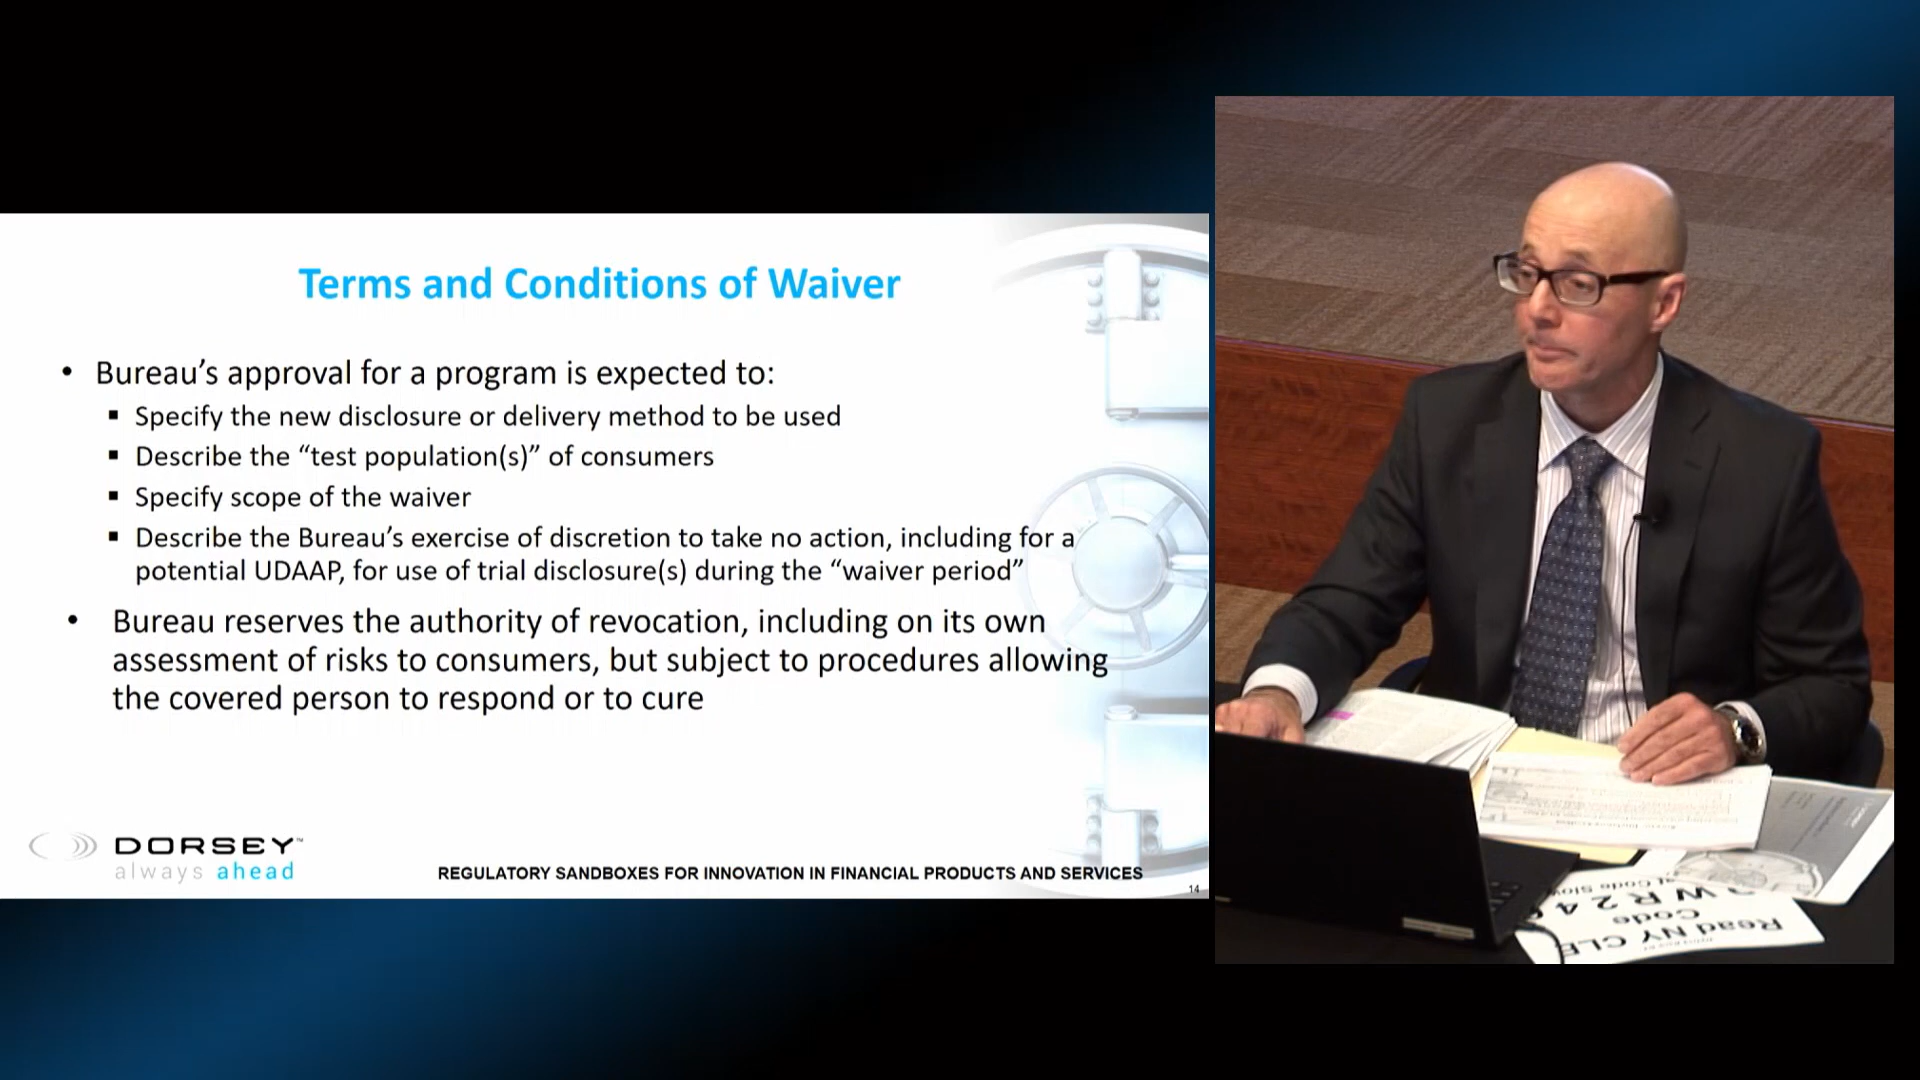 Terms and Conditions of Waiver
• Bureau’s approval for a program is expected to:
▪ Specify the new disclosure or delivery method to be used
▪ Describe the “test population(s)” of consumers
▪ Specify scope of the waiver
▪ Describe the Bureau’s exercise of discretion to take no action, including for a
potential UDAAP, for use of trial disclosure(s) during the “waiver period”
• Bureau reserves the authority of revocation, including on its own
assessment of risks to consumers, but subject to procedures allowing
the covered person to respond or to cure
DORSEY™
always ahead
REGULATORY SANDBOXES FOR INNOVATION IN FINANCIAL PRODUCTS AND SERVICES
14
Read NY CLE
Code